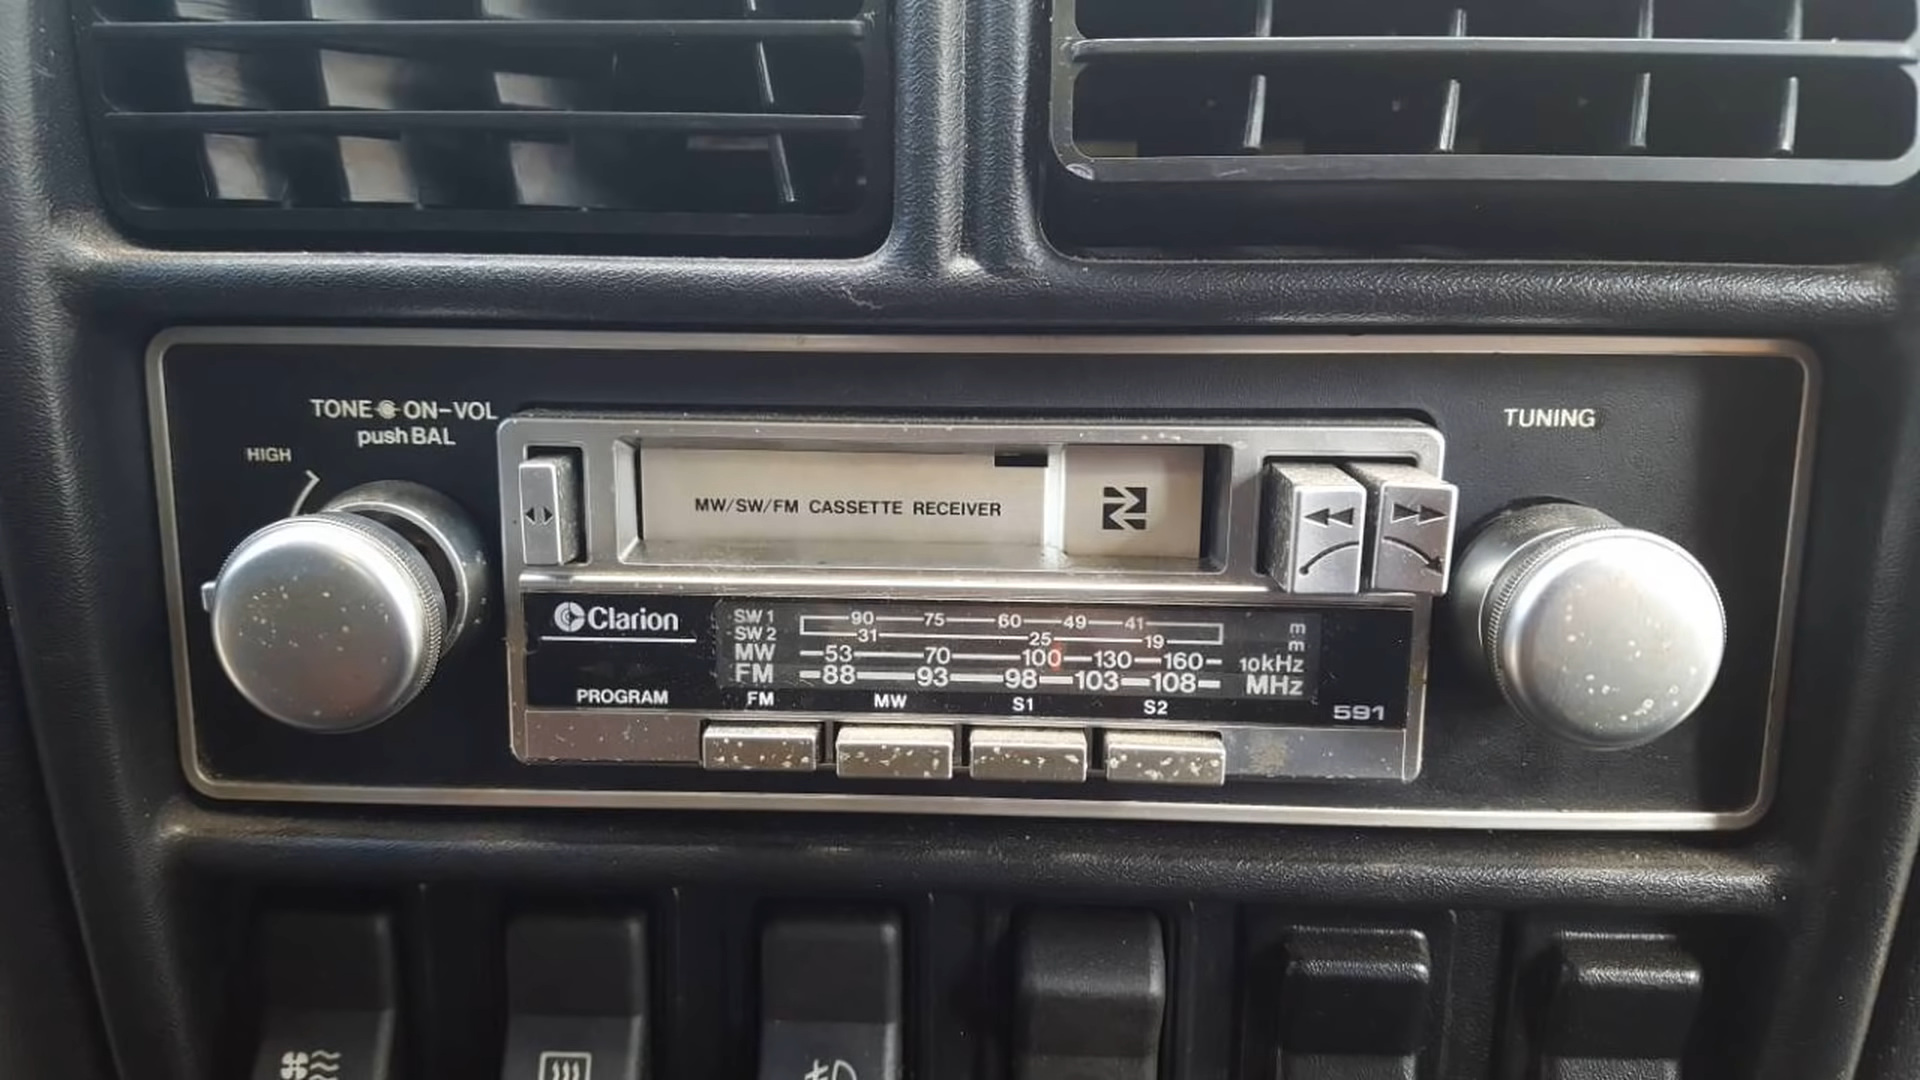 TONE ON-VOL
push BAL
HIGH
TUNING
MW/SW/FM CASSETTE RECEIVER
Clarion
SW 1 90 75 60 49 41 m
SW 2 31 25 19 m
MW 53 70 100 130 160 10kHz
FM 88 93 98 103 108 MHz
PROGRAM FM MW S1 S2
591